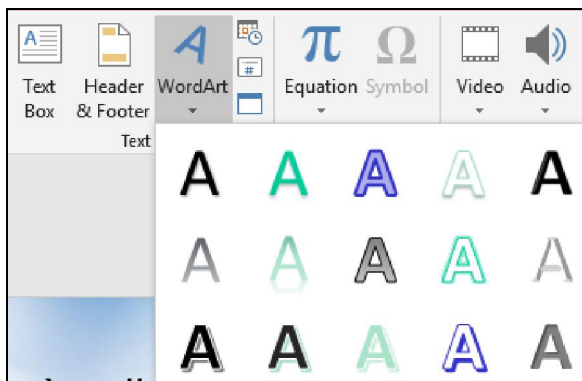 Text Box
Header & Footer
WordArt
Equation
Symbol
Video
Audio
Text
A A A A A
A A A A A
A A A A A